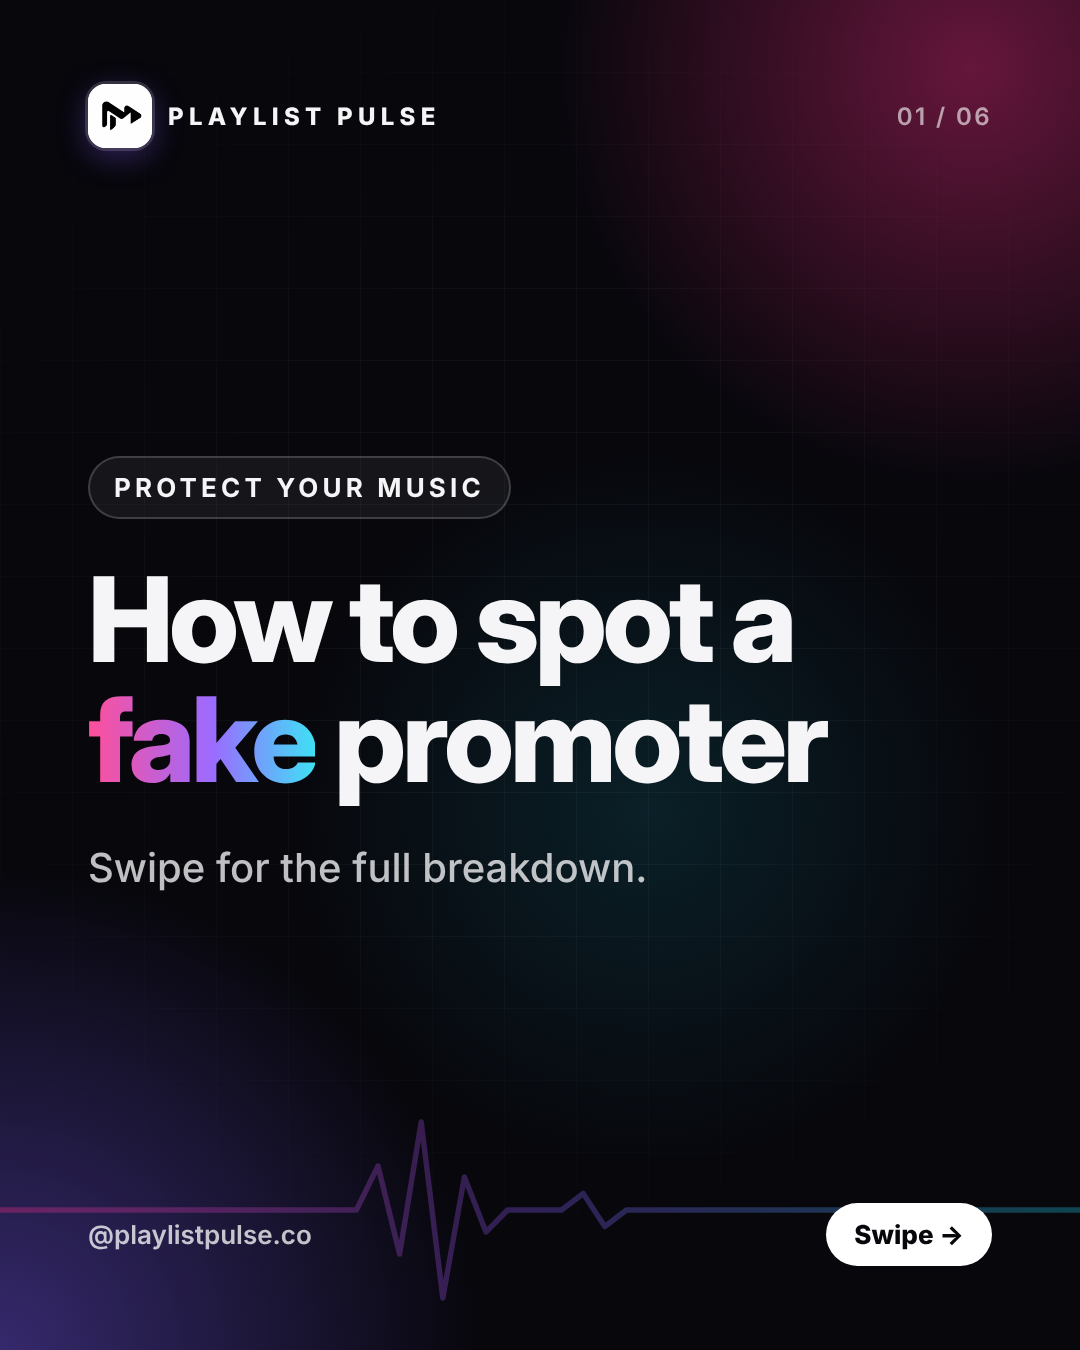 PLAYLIST PULSE
01 / 06
PROTECT YOUR MUSIC
How to spot a
fake promoter
Swipe for the full breakdown.
@playlistpulse.co
Swipe →